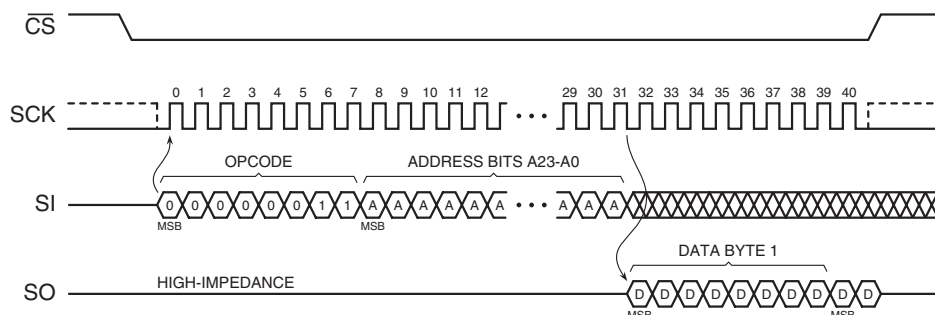 CS
0 1 2 3 4 5 6 7 8 9 10 11 12 29 30 31 32 33 34 35 36 37 38 39 40
SCK
OPCODE ADDRESS BITS A23-A0
SI 0 0 0 0 0 0 1 1 A A A A A A A A A
MSB MSB
DATA BYTE 1
HIGH-IMPEDANCE
SO D D D D D D D D D D
MSB MSB